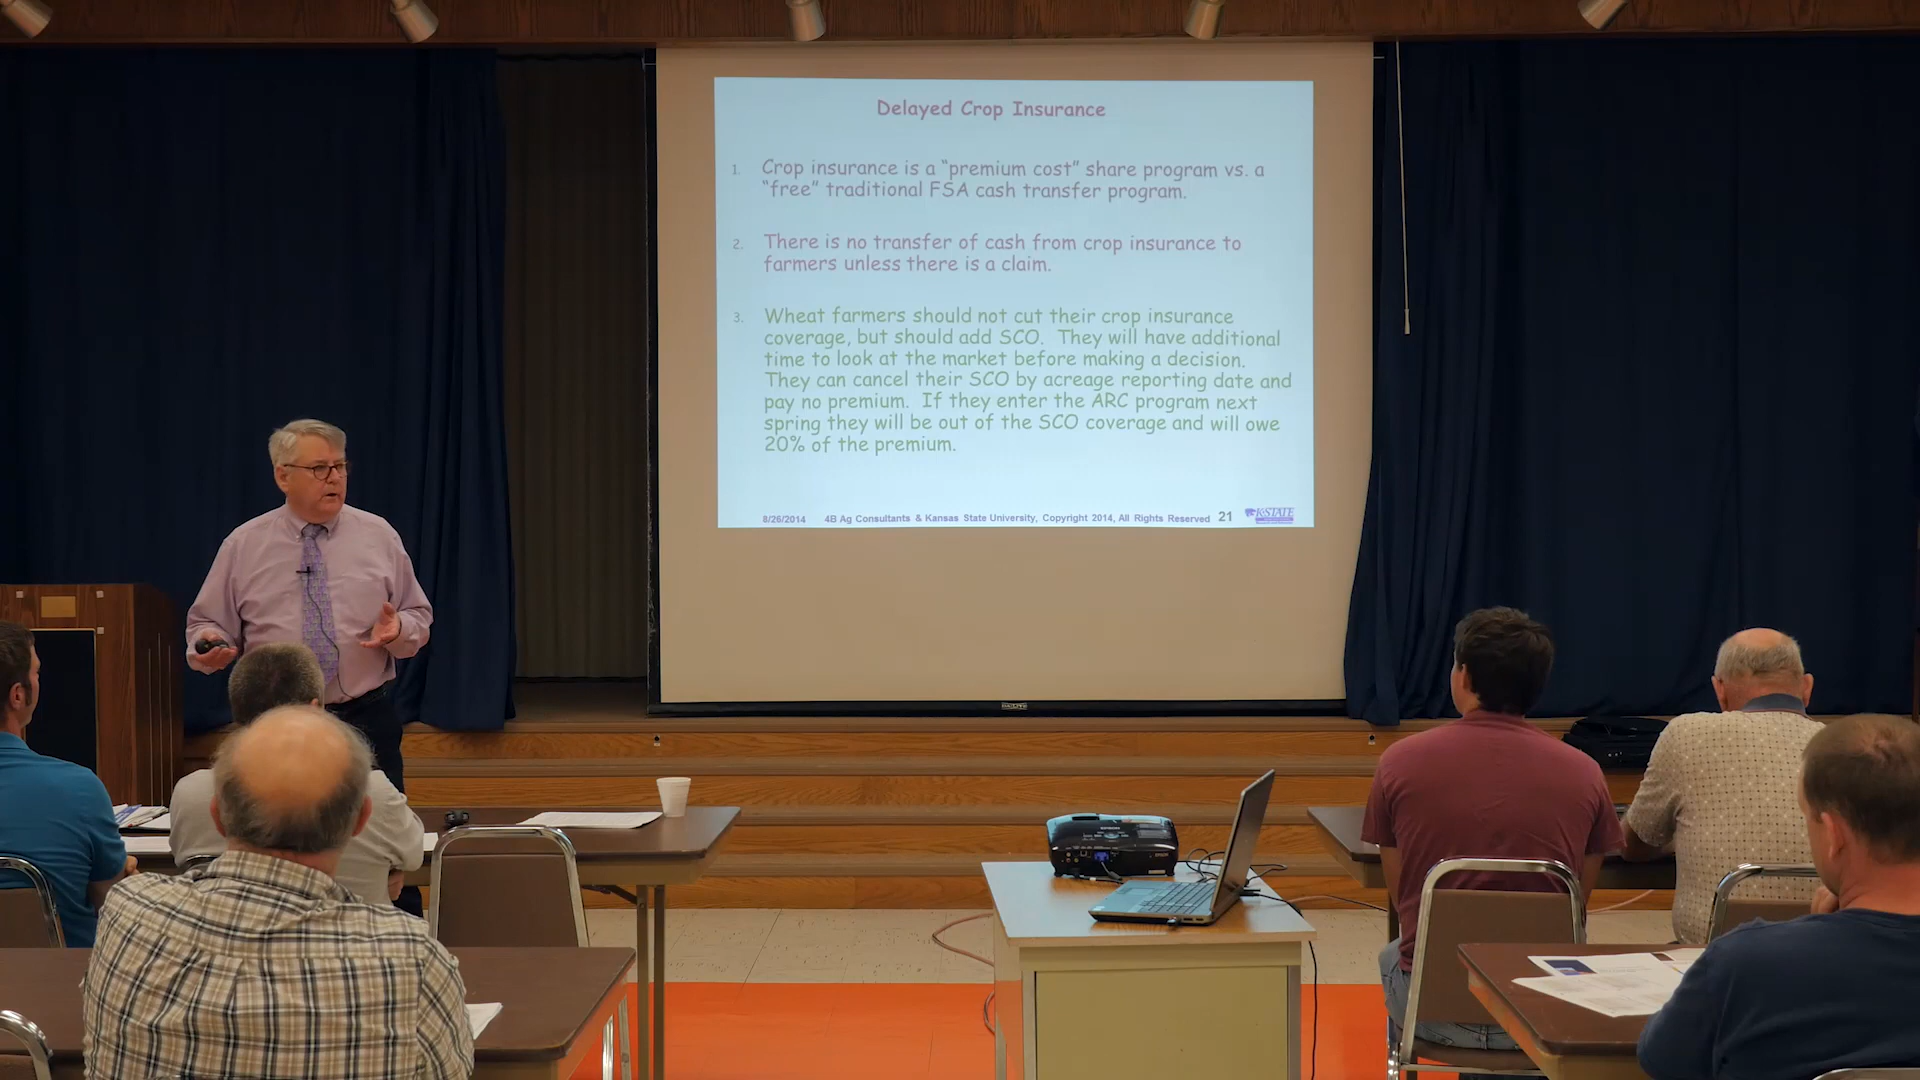 Delayed Crop Insurance
1. Crop insurance is a “premium cost” share program vs. a
“free” traditional FSA cash transfer program.
2. There is no transfer of cash from crop insurance to
farmers unless there is a claim.
3. Wheat farmers should not cut their crop insurance
coverage, but should add SCO. They will have additional
time to look at the market before making a decision.
They can cancel their SCO by acreage reporting date and
pay no premium. If they enter the ARC program next
spring they will be out of the SCO coverage and will owe
20% of the premium.
8/26/2014 4B Ag Consultants & Kansas State University, Copyright 2014, All Rights Reserved 21 K-STATE
DA-LITE
EPSON